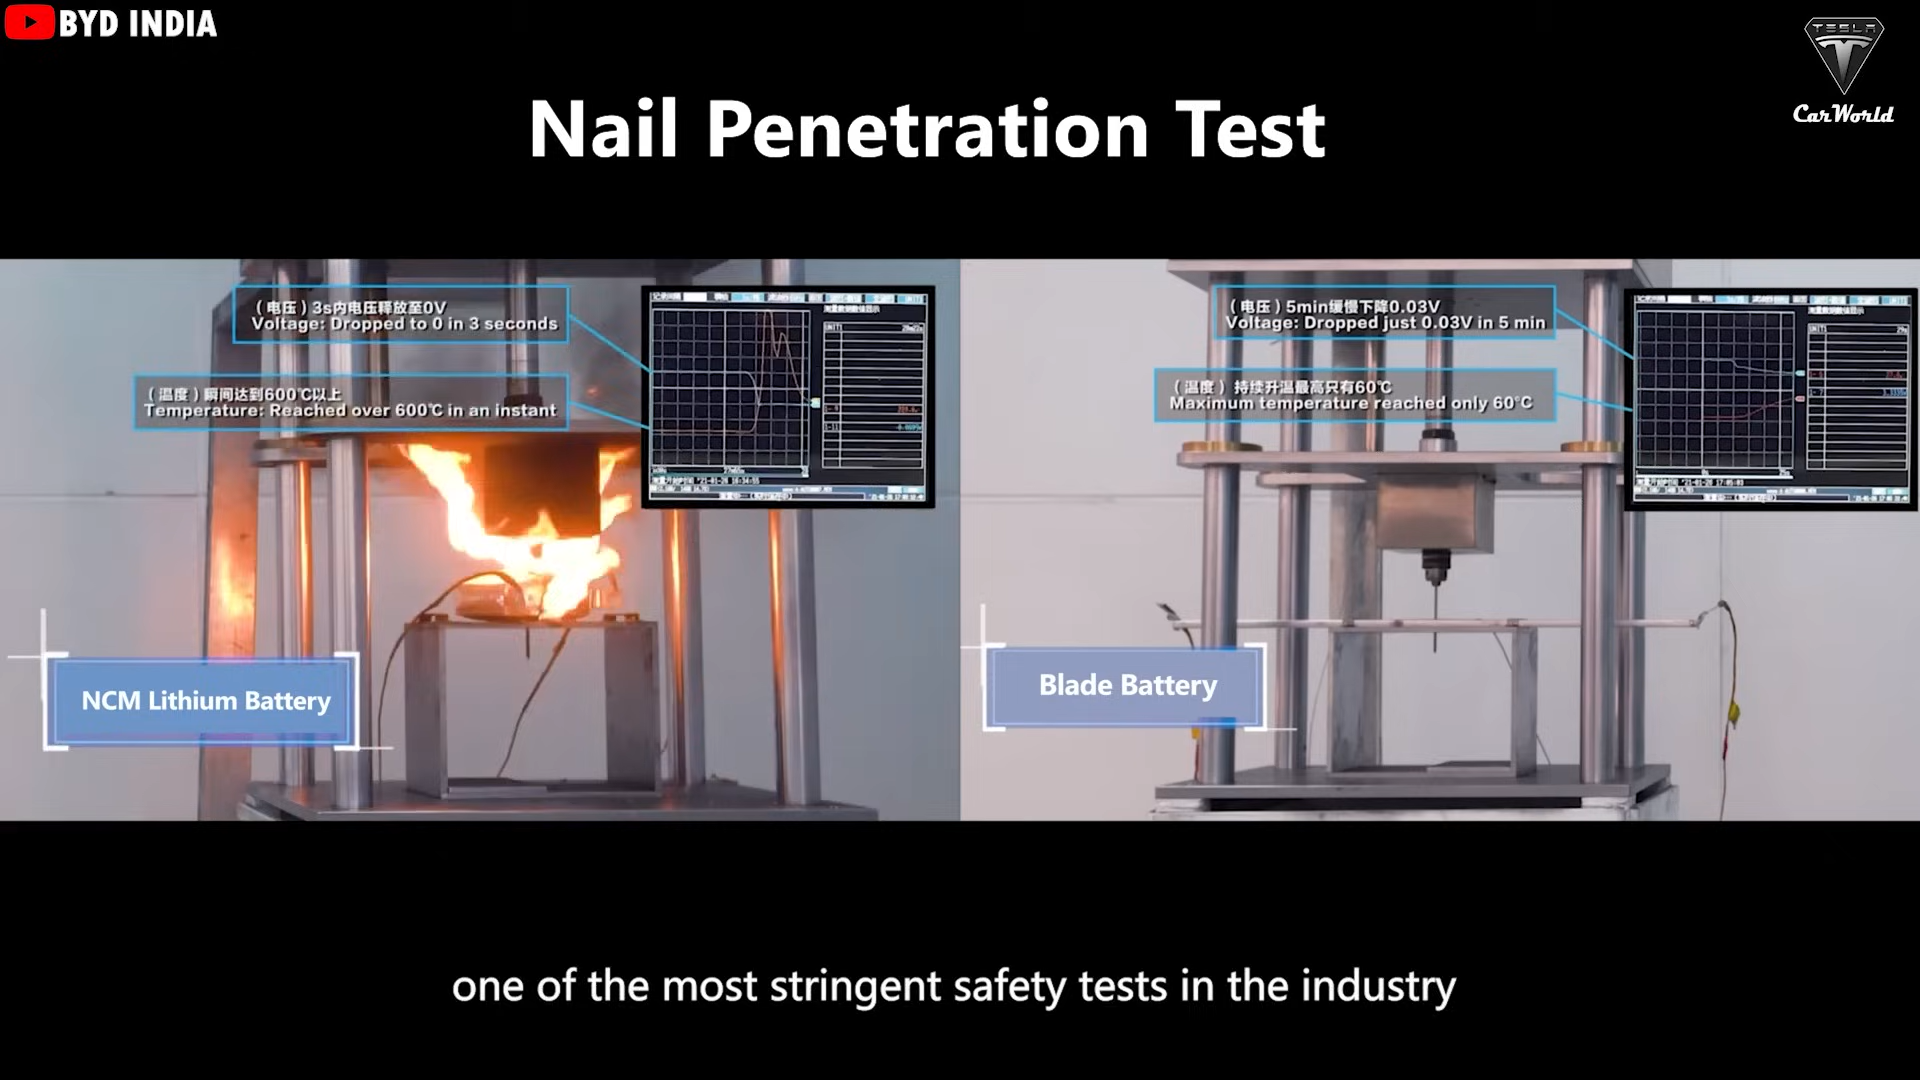 BYD INDIA
TESLA
CarWorld
Nail Penetration Test
（电压）3s内电压释放至0V
Voltage: Dropped to 0 in 3 seconds
（温度）瞬间达到600℃以上
Temperature: Reached over 600℃ in an instant
（电压）5min缓慢下降0.03V
Voltage: Dropped just 0.03V in 5 min
（温度）持续升温最高只有60℃
Maximum temperature reached only 60℃
NCM Lithium Battery
Blade Battery
one of the most stringent safety tests in the industry